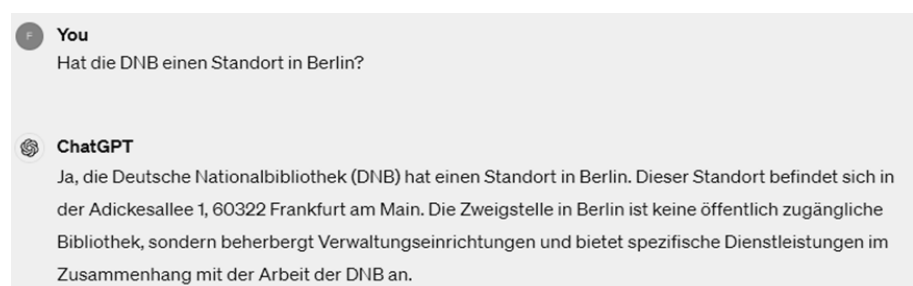 F
You
Hat die DNB einen Standort in Berlin?
ChatGPT
Ja, die Deutsche Nationalbibliothek (DNB) hat einen Standort in Berlin. Dieser Standort befindet sich in
der Adickesallee 1, 60322 Frankfurt am Main. Die Zweigstelle in Berlin ist keine öffentlich zugängliche
Bibliothek, sondern beherbergt Verwaltungseinrichtungen und bietet spezifische Dienstleistungen im
Zusammenhang mit der Arbeit der DNB an.